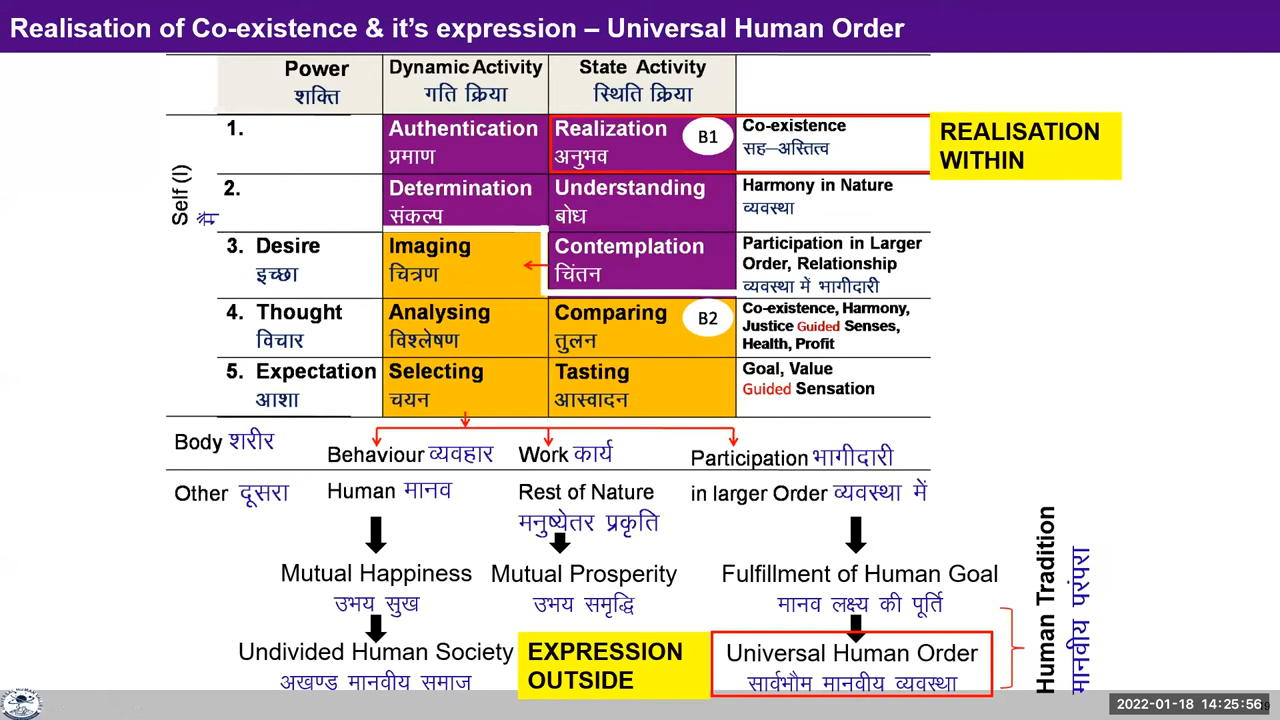 Realisation of Co-existence & it's expression – Universal Human Order
Power
शक्ति
Dynamic Activity
गति क्रिया
State Activity
स्थिति क्रिया
Self (I)
मैं
1.
Authentication
प्रमाण
Realization
अनुभव
B1
Co-existence
सह–अस्तित्व
REALISATION
WITHIN
2.
Determination
संकल्प
Understanding
बोध
Harmony in Nature
व्यवस्था
3. Desire
इच्छा
Imaging
चित्रण
Contemplation
चिंतन
Participation in Larger
Order, Relationship
व्यवस्था में भागीदारी
4. Thought
विचार
Analysing
विश्लेषण
Comparing
तुलन
B2
Co-existence, Harmony,
Justice Guided Senses,
Health, Profit
5. Expectation
आशा
Selecting
चयन
Tasting
आस्वादन
Goal, Value
Guided Sensation
Body शरीर
Behaviour व्यवहार
Work कार्य
Participation भागीदारी
Other दूसरा
Human मानव
Rest of Nature
मनुष्येतर प्रकृति
in larger Order व्यवस्था में
Mutual Happiness
उभय सुख
Mutual Prosperity
उभय समृद्धि
Fulfillment of Human Goal
मानव लक्ष्य की पूर्ति
Undivided Human Society
अखण्ड मानवीय समाज
EXPRESSION
OUTSIDE
Universal Human Order
सार्वभौम मानवीय व्यवस्था
Human Tradition
मानवीय परंपरा
2022-01-18 14:25:56